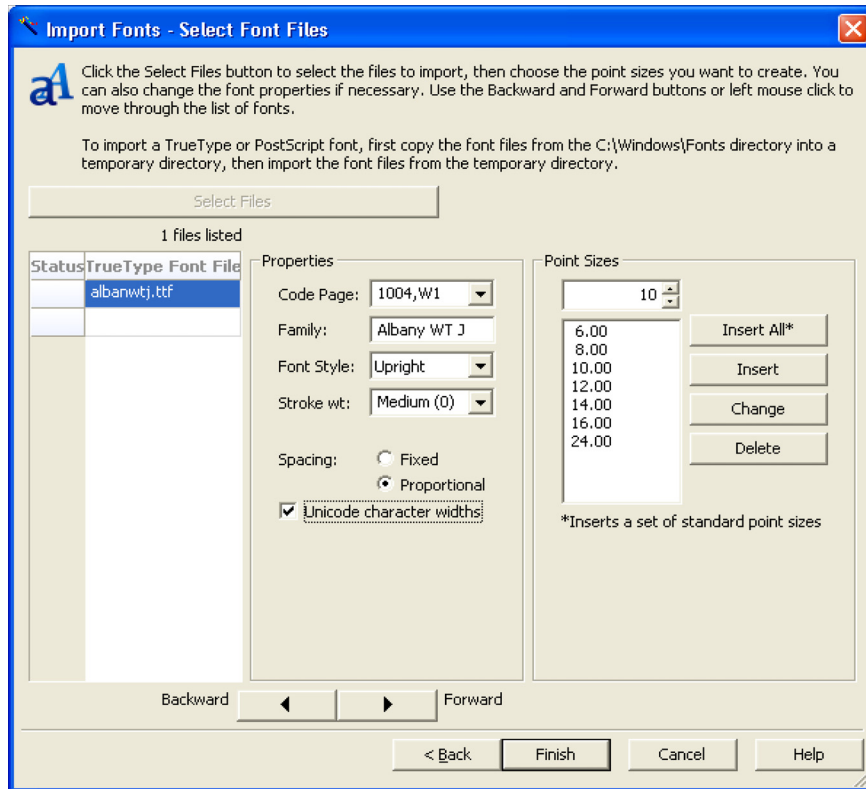 Import Fonts - Select Font Files
Click the Select Files button to select the files to import, then choose the point sizes you want to create. You
can also change the font properties if necessary. Use the Backward and Forward buttons or left mouse click to
move through the list of fonts.
To import a TrueType or PostScript font, first copy the font files from the C:\Windows\Fonts directory into a
temporary directory, then import the font files from the temporary directory.
Select Files
1 files listed
Status TrueType Font File
albanwtj.ttf
Properties
Code Page: 1004,W1
Family: Albany WT J
Font Style: Upright
Stroke wt: Medium (0)
Spacing: Fixed
Proportional
Unicode character widths
Point Sizes
10
6.00
8.00
10.00
12.00
14.00
16.00
24.00
Insert All*
Insert
Change
Delete
*Inserts a set of standard point sizes
Backward Forward
< Back Finish Cancel Help